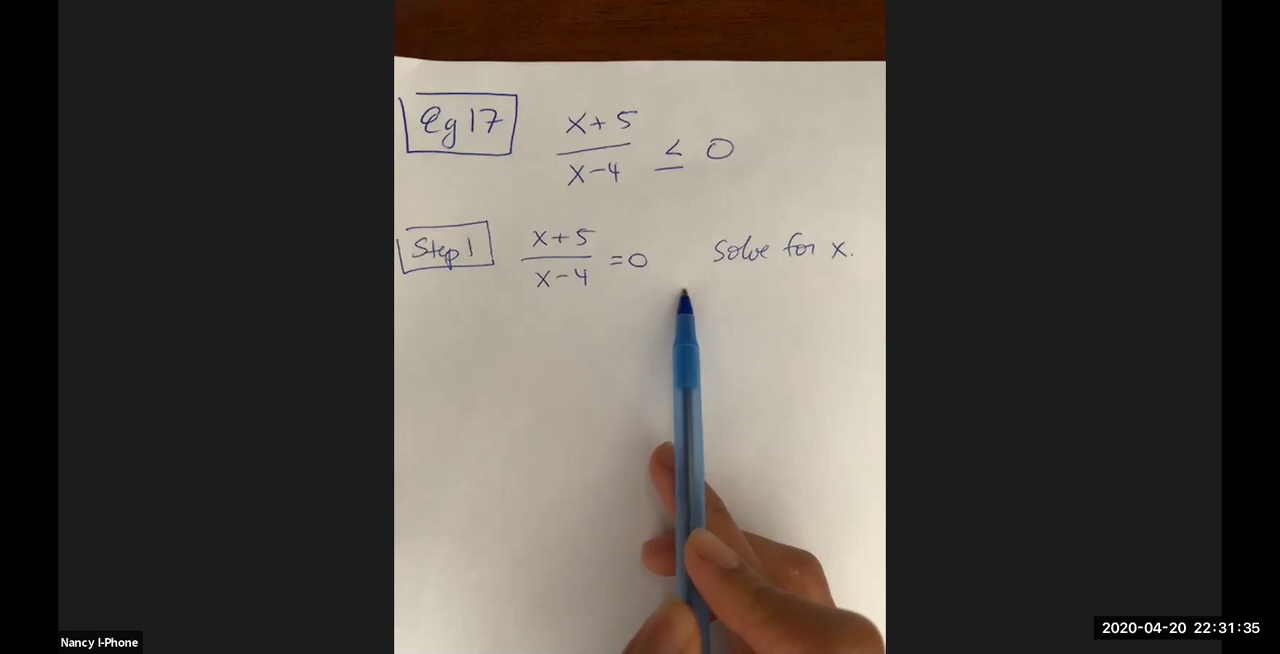 Eg 17
x+5
x-4 ≤ 0
Step 1
x+5
x-4 =0
Solve for x.
Nancy I-Phone
2020-04-20 22:31:35